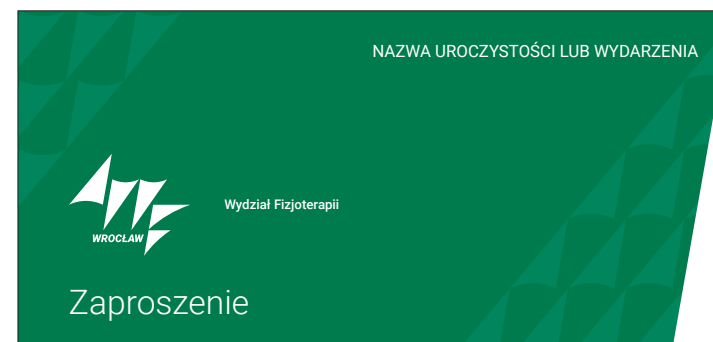 NAZWA UROCZYSTOŚCI LUB WYDARZENIA
Wydział Fizjoterapii
WROCŁAW
Zaproszenie